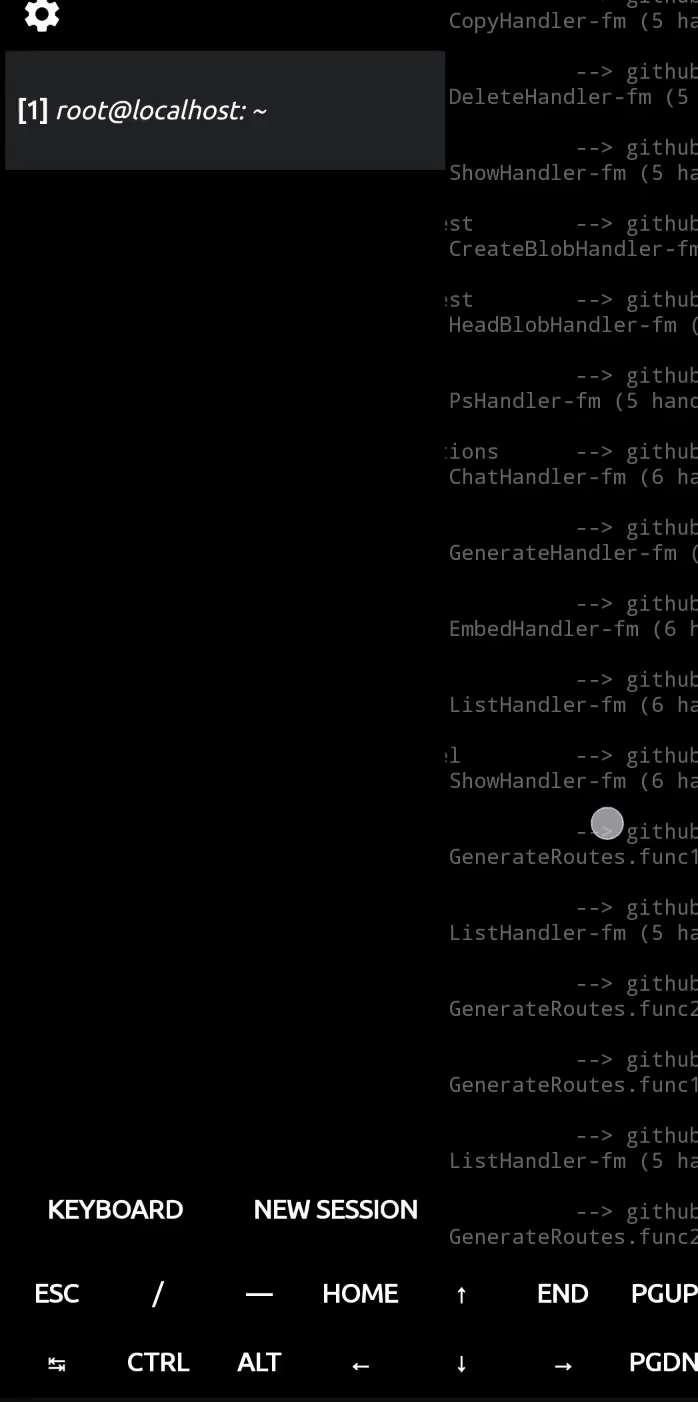 CopyHandler-fm (5 ha
--> github
[1] root@localhost: ~
DeleteHandler-fm (5
--> github
ShowHandler-fm (5 ha
est --> github
CreateBlobHandler-fm
est --> github
HeadBlobHandler-fm (
--> github
PsHandler-fm (5 hand
tions --> github
ChatHandler-fm (6 ha
--> github
GenerateHandler-fm (
--> github
EmbedHandler-fm (6 h
--> github
ListHandler-fm (6 ha
el --> github
ShowHandler-fm (6 ha
--> github
GenerateRoutes.func1
--> github
ListHandler-fm (5 ha
--> github
GenerateRoutes.func2
--> github
GenerateRoutes.func1
--> github
ListHandler-fm (5 ha
--> github
GenerateRoutes.func2
KEYBOARD NEW SESSION
ESC / — HOME ↑ END PGUP
↹ CTRL ALT ← ↓ → PGDN